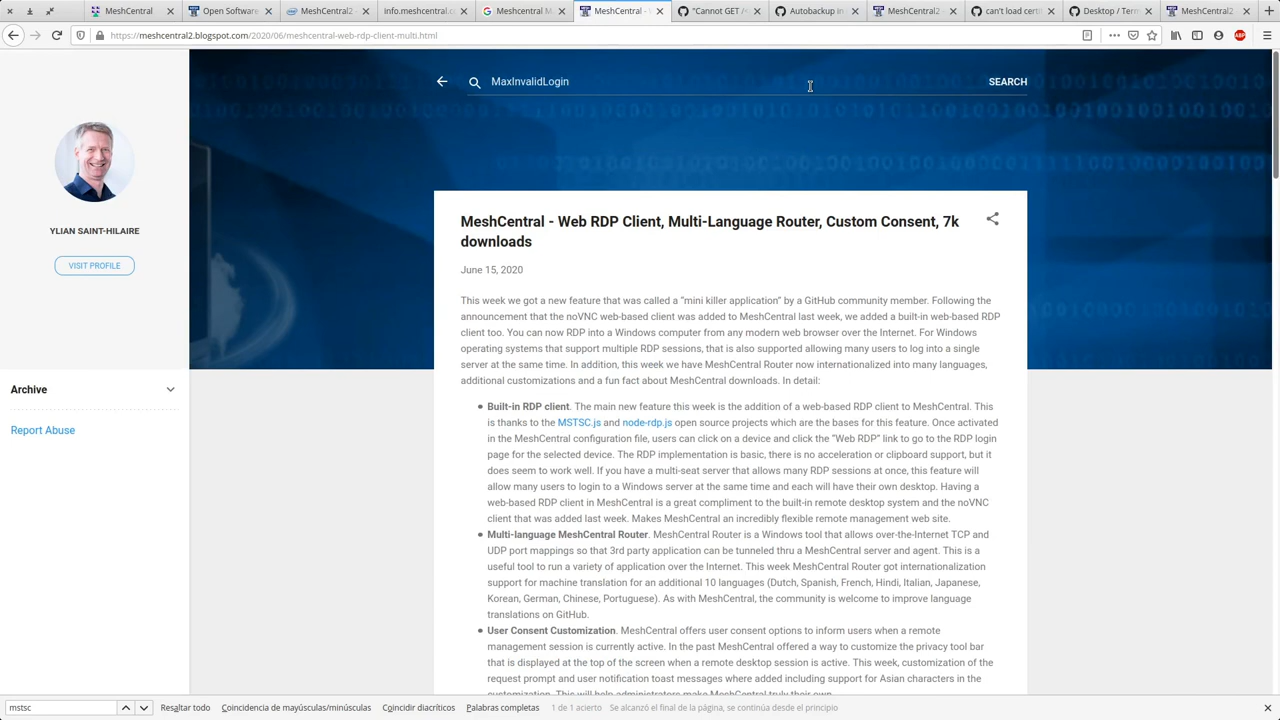 MeshCentral
Open Software
MeshCentral2 -
info.meshcentral.c
Meshcentral M
MeshCentral -
"Cannot GET /
Autobackup in
MeshCentral2 -
can't load certi
Desktop / Ter
MeshCentral2
https://meshcentral2.blogspot.com/2020/06/meshcentral-web-rdp-client-multi.html
ABP
MaxInvalidLogin
SEARCH
YLIAN SAINT-HILAIRE
VISIT PROFILE
Archive
Report Abuse
MeshCentral - Web RDP Client, Multi-Language Router, Custom Consent, 7k
downloads
June 15, 2020
This week we got a new feature that was called a "mini killer application" by a GitHub community member. Following the
announcement that the noVNC web-based client was added to MeshCentral last week, we added a built-in web-based RDP
client too. You can now RDP into a Windows computer from any modern web browser over the Internet. For Windows
operating systems that support multiple RDP sessions, that is also supported allowing many users to log into a single
server at the same time. In addition, this week we have MeshCentral Router now internationalized into many languages,
additional customizations and a fun fact about MeshCentral downloads. In detail:
Built-in RDP client. The main new feature this week is the addition of a web-based RDP client to MeshCentral. This
is thanks to the MSTSC.js and node-rdp.js open source projects which are the bases for this feature. Once activated
in the MeshCentral configuration file, users can click on a device and click the "Web RDP" link to go to the RDP login
page for the selected device. The RDP implementation is basic, there is no acceleration or clipboard support, but it
does seem to work well. If you have a multi-seat server that allows many RDP sessions at once, this feature will
allow many users to login to a Windows server at the same time and each will have their own desktop. Having a
web-based RDP client in MeshCentral is a great compliment to the built-in remote desktop system and the noVNC
client that was added last week. Makes MeshCentral an incredibly flexible remote management web site.
Multi-language MeshCentral Router. MeshCentral Router is a Windows tool that allows over-the-Internet TCP and
UDP port mappings so that 3rd party application can be tunneled thru a MeshCentral server and agent. This is a
useful tool to run a variety of application over the Internet. This week MeshCentral Router got internationalization
support for machine translation for an additional 10 languages (Dutch, Spanish, French, Hindi, Italian, Japanese,
Korean, German, Chinese, Portuguese). As with MeshCentral, the community is welcome to improve language
translations on GitHub.
User Consent Customization. MeshCentral offers user consent options to inform users when a remote
management session is currently active. In the past MeshCentral offered a way to customize the privacy tool bar
that is displayed at the top of the screen when a remote desktop session is active. This week, customization of the
request prompt and user notification toast messages where added including support for Asian characters in the
customization. This will help administrators make MeshCentral truly their own.
mstsc
Resaltar todo
Coincidencia de mayúsculas/minúsculas
Coincidir diacríticos
Palabras completas
1 de 1 acierto
Se alcanzó el final de la página, se continúa desde el principio